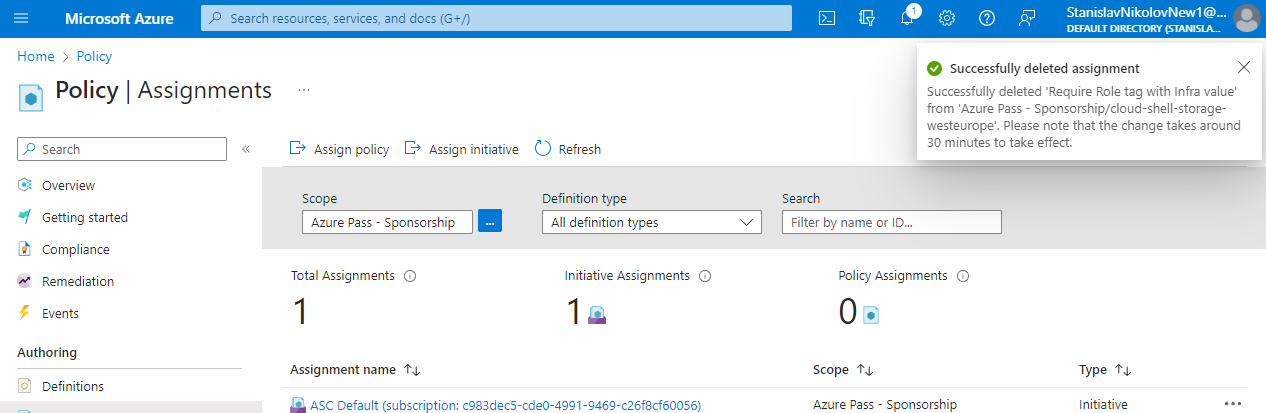 Microsoft Azure
Search resources, services, and docs (G+/)
1
StanislavNikolovNew1@...
DEFAULT DIRECTORY (STANISLA...
Home > Policy
Policy | Assignments ...
Successfully deleted assignment
Successfully deleted 'Require Role tag with Infra value'
from 'Azure Pass - Sponsorship/cloud-shell-storage-
westeurope'. Please note that the change takes around
30 minutes to take effect.
Search «
Overview
Getting started
Compliance
Remediation
Events
Authoring
Definitions
Assign policy Assign initiative Refresh
Scope Definition type Search
Azure Pass - Sponsorship ... All definition types Filter by name or ID...
Total Assignments Initiative Assignments Policy Assignments
1 1 0
Assignment name ↑↓ Scope ↑↓ Type ↑↓
ASC Default (subscription: c983dec5-cde0-4991-9469-c26f8cf60056) Azure Pass - Sponsorship Initiative ...